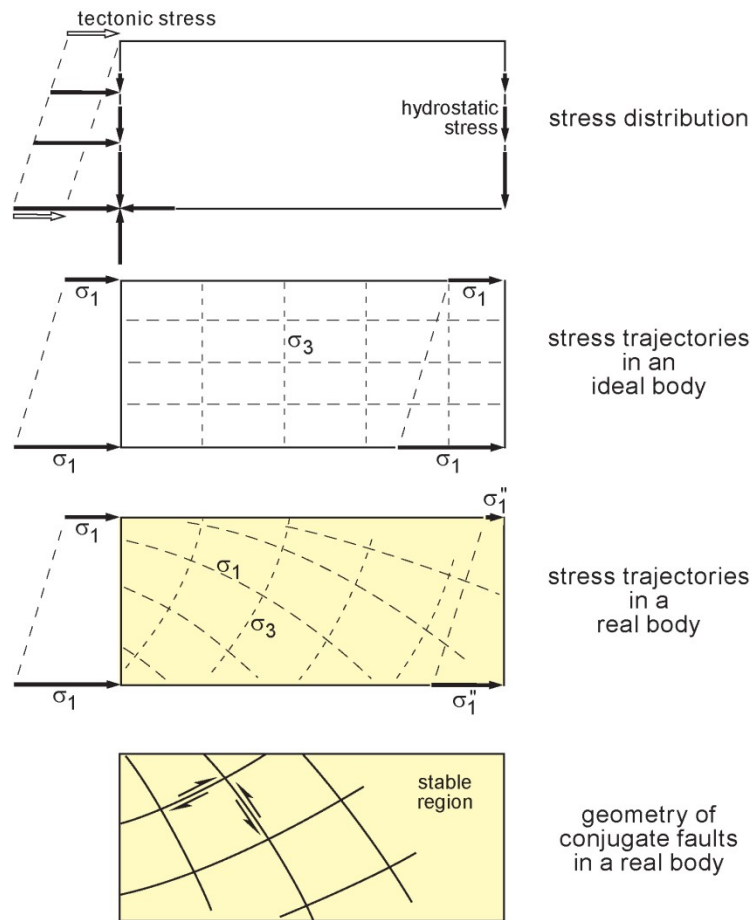 tectonic stress
hydrostatic
stress
stress distribution
σ1
σ1
σ3
stress trajectories
in an
ideal body
σ1
σ1
σ1"
σ1
σ1
σ3
stress trajectories
in a
real body
σ1
σ1"
stable
region
geometry of
conjugate faults
in a real body